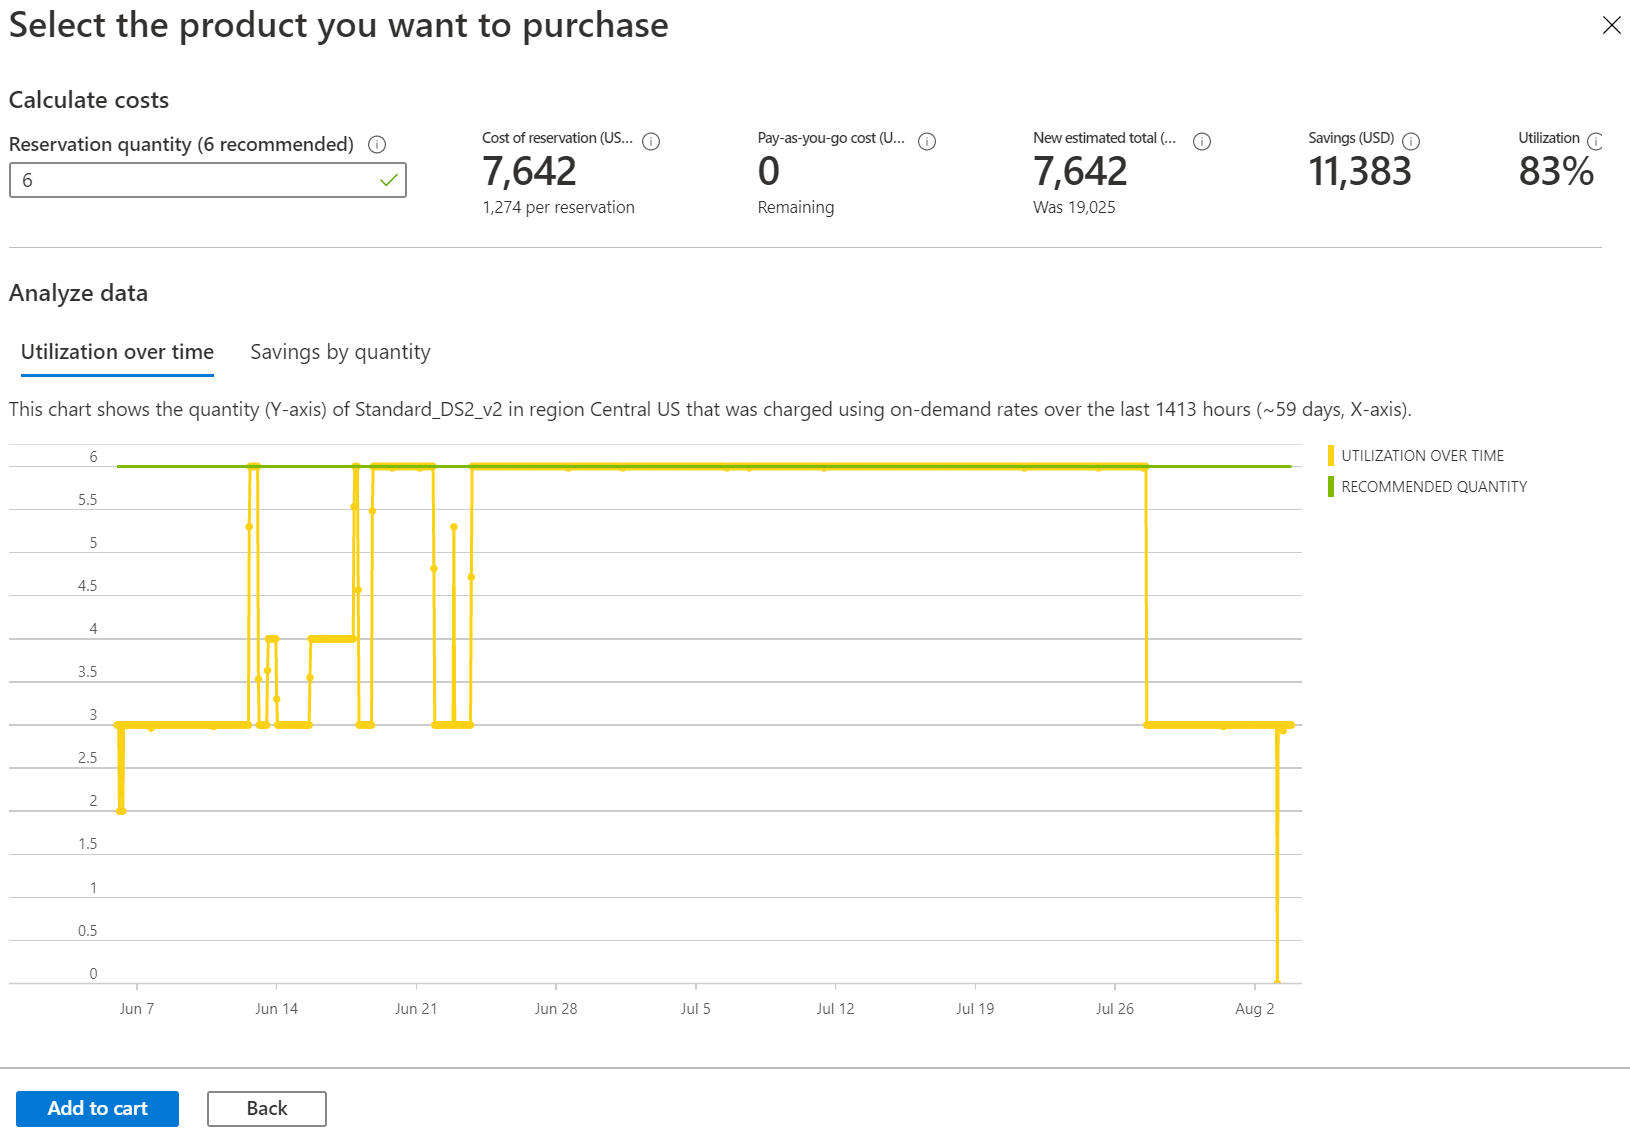 Select the product you want to purchase
Calculate costs
Reservation quantity (6 recommended)
6
Cost of reservation (US...
7,642
1,274 per reservation
Pay-as-you-go cost (U...
0
Remaining
New estimated total (...
7,642
Was 19,025
Savings (USD)
11,383
Utilization
83%
Analyze data
Utilization over time
Savings by quantity
This chart shows the quantity (Y-axis) of Standard_DS2_v2 in region Central US that was charged using on-demand rates over the last 1413 hours (~59 days, X-axis).
6
5.5
5
4.5
4
3.5
3
2.5
2
1.5
1
0.5
0
Jun 7
Jun 14
Jun 21
Jun 28
Jul 5
Jul 12
Jul 19
Jul 26
Aug 2
UTILIZATION OVER TIME
RECOMMENDED QUANTITY
Add to cart
Back